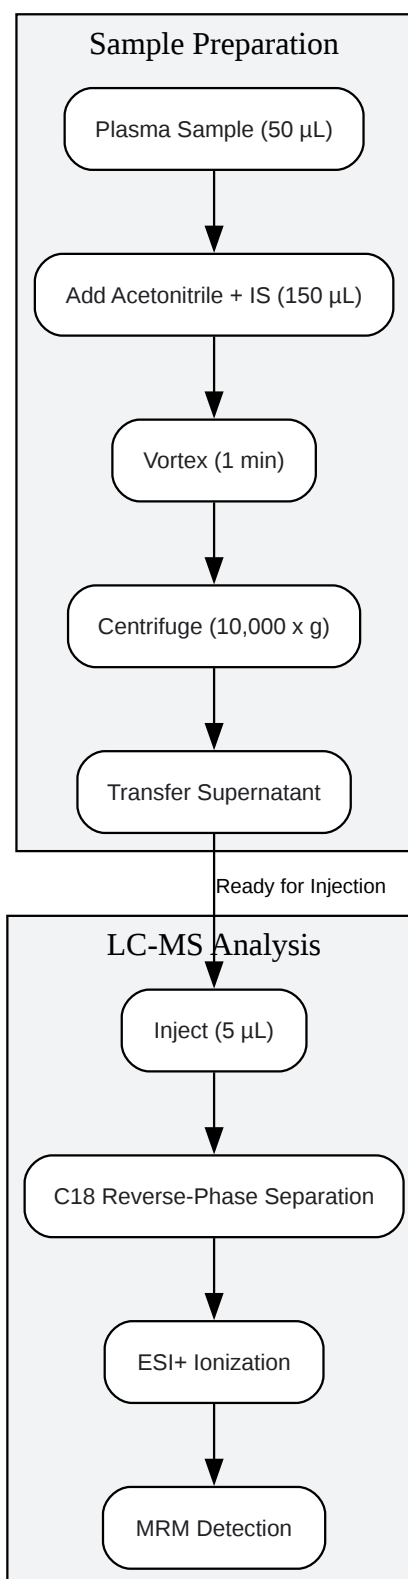 Sample Preparation
Plasma Sample (50 µL)
Add Acetonitrile + IS (150 µL)
Vortex (1 min)
Centrifuge (10,000 x g)
Transfer Supernatant
Ready for Injection
LC-MS Analysis
Inject (5 µL)
C18 Reverse-Phase Separation
ESI+ Ionization
MRM Detection